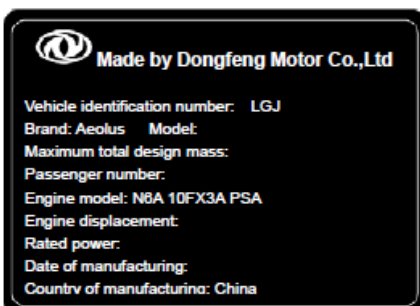 Made by Dongfeng Motor Co.,Ltd
Vehicle identification number: LGJ
Brand: Aeolus Model:
Maximum total design mass:
Passenger number:
Engine model: N6A 10FX3A PSA
Engine displacement:
Rated power:
Date of manufacturing:
Country of manufacturing: China